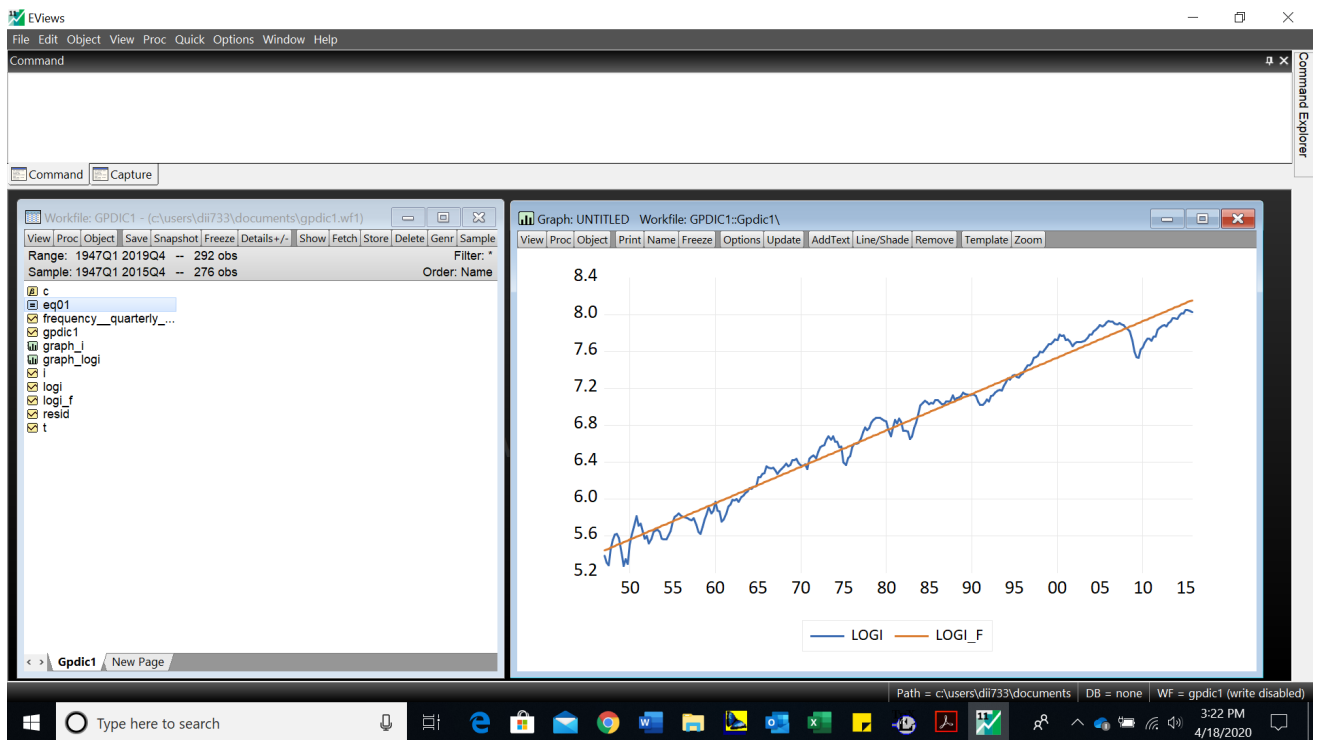 EViews
File Edit Object View Proc Quick Options Window Help
Command
Command Explorer
Command Capture
Workfile: GPDIC1 - (c:\users\dii733\documents\gpdic1.wf1)
View Proc Object Save Snapshot Freeze Details+/- Show Fetch Store Delete Genr Sample
Range: 1947Q1 2019Q4 -- 292 obs Filter: *
Sample: 1947Q1 2015Q4 -- 276 obs Order: Name
c
eq01
frequency__quarterly_...
gpdic1
graph_i
graph_logi
i
logi
logi_f
resid
t
Gpdic1 New Page
Graph: UNTITLED Workfile: GPDIC1::Gpdic1\
View Proc Object Print Name Freeze Options Update AddText Line/Shade Remove Template Zoom
8.4
8.0
7.6
7.2
6.8
6.4
6.0
5.6
5.2
50 55 60 65 70 75 80 85 90 95 00 05 10 15
LOGI LOGI_F
Path = c:\users\dii733\documents DB = none WF = gpdic1 (write disabled)
Type here to search
3:22 PM
4/18/2020